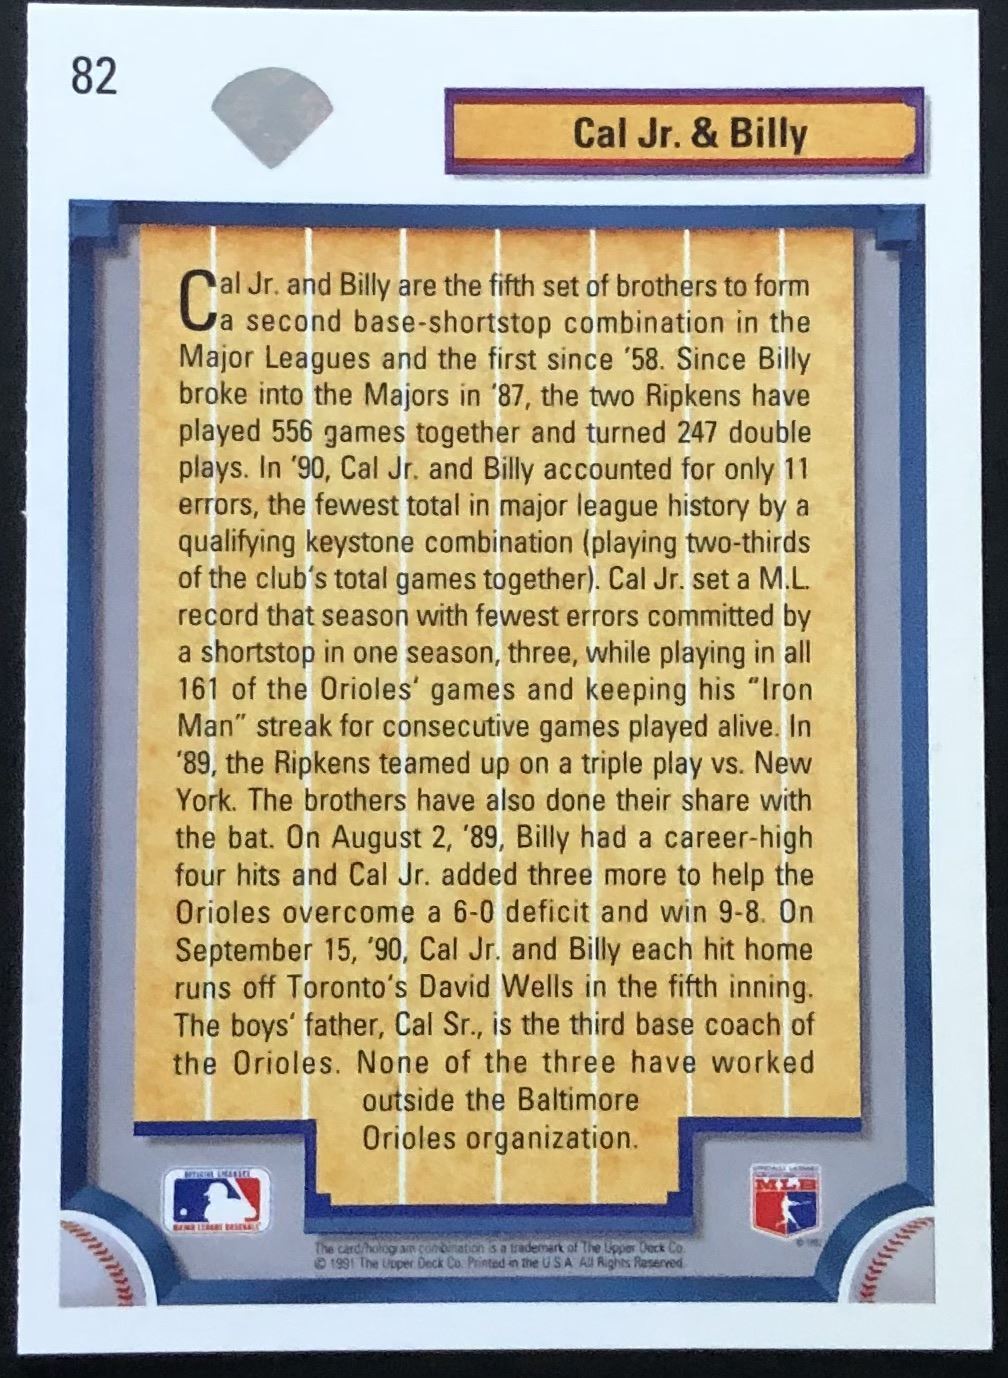 82
Cal Jr. & Billy
Cal Jr. and Billy are the fifth set of brothers to form
a second base-shortstop combination in the
Major Leagues and the first since '58. Since Billy
broke into the Majors in '87, the two Ripkens have
played 556 games together and turned 247 double
plays. In '90, Cal Jr. and Billy accounted for only 11
errors, the fewest total in major league history by a
qualifying keystone combination (playing two-thirds
of the club's total games together). Cal Jr. set a M.L.
record that season with fewest errors committed by
a shortstop in one season, three, while playing in all
161 of the Orioles' games and keeping his "Iron
Man" streak for consecutive games played alive. In
'89, the Ripkens teamed up on a triple play vs. New
York. The brothers have also done their share with
the bat. On August 2, '89, Billy had a career-high
four hits and Cal Jr. added three more to help the
Orioles overcome a 6-0 deficit and win 9-8. On
September 15, '90, Cal Jr. and Billy each hit home
runs off Toronto's David Wells in the fifth inning.
The boys' father, Cal Sr., is the third base coach of
the Orioles. None of the three have worked
outside the Baltimore
Orioles organization.
OFFICIAL LICENSEE
MAJOR LEAGUE BASEBALL
MLB
The card/hologram combination is a trademark of The Upper Deck Co.
© 1991 The Upper Deck Co. Printed in the U.S.A. All Rights Reserved.